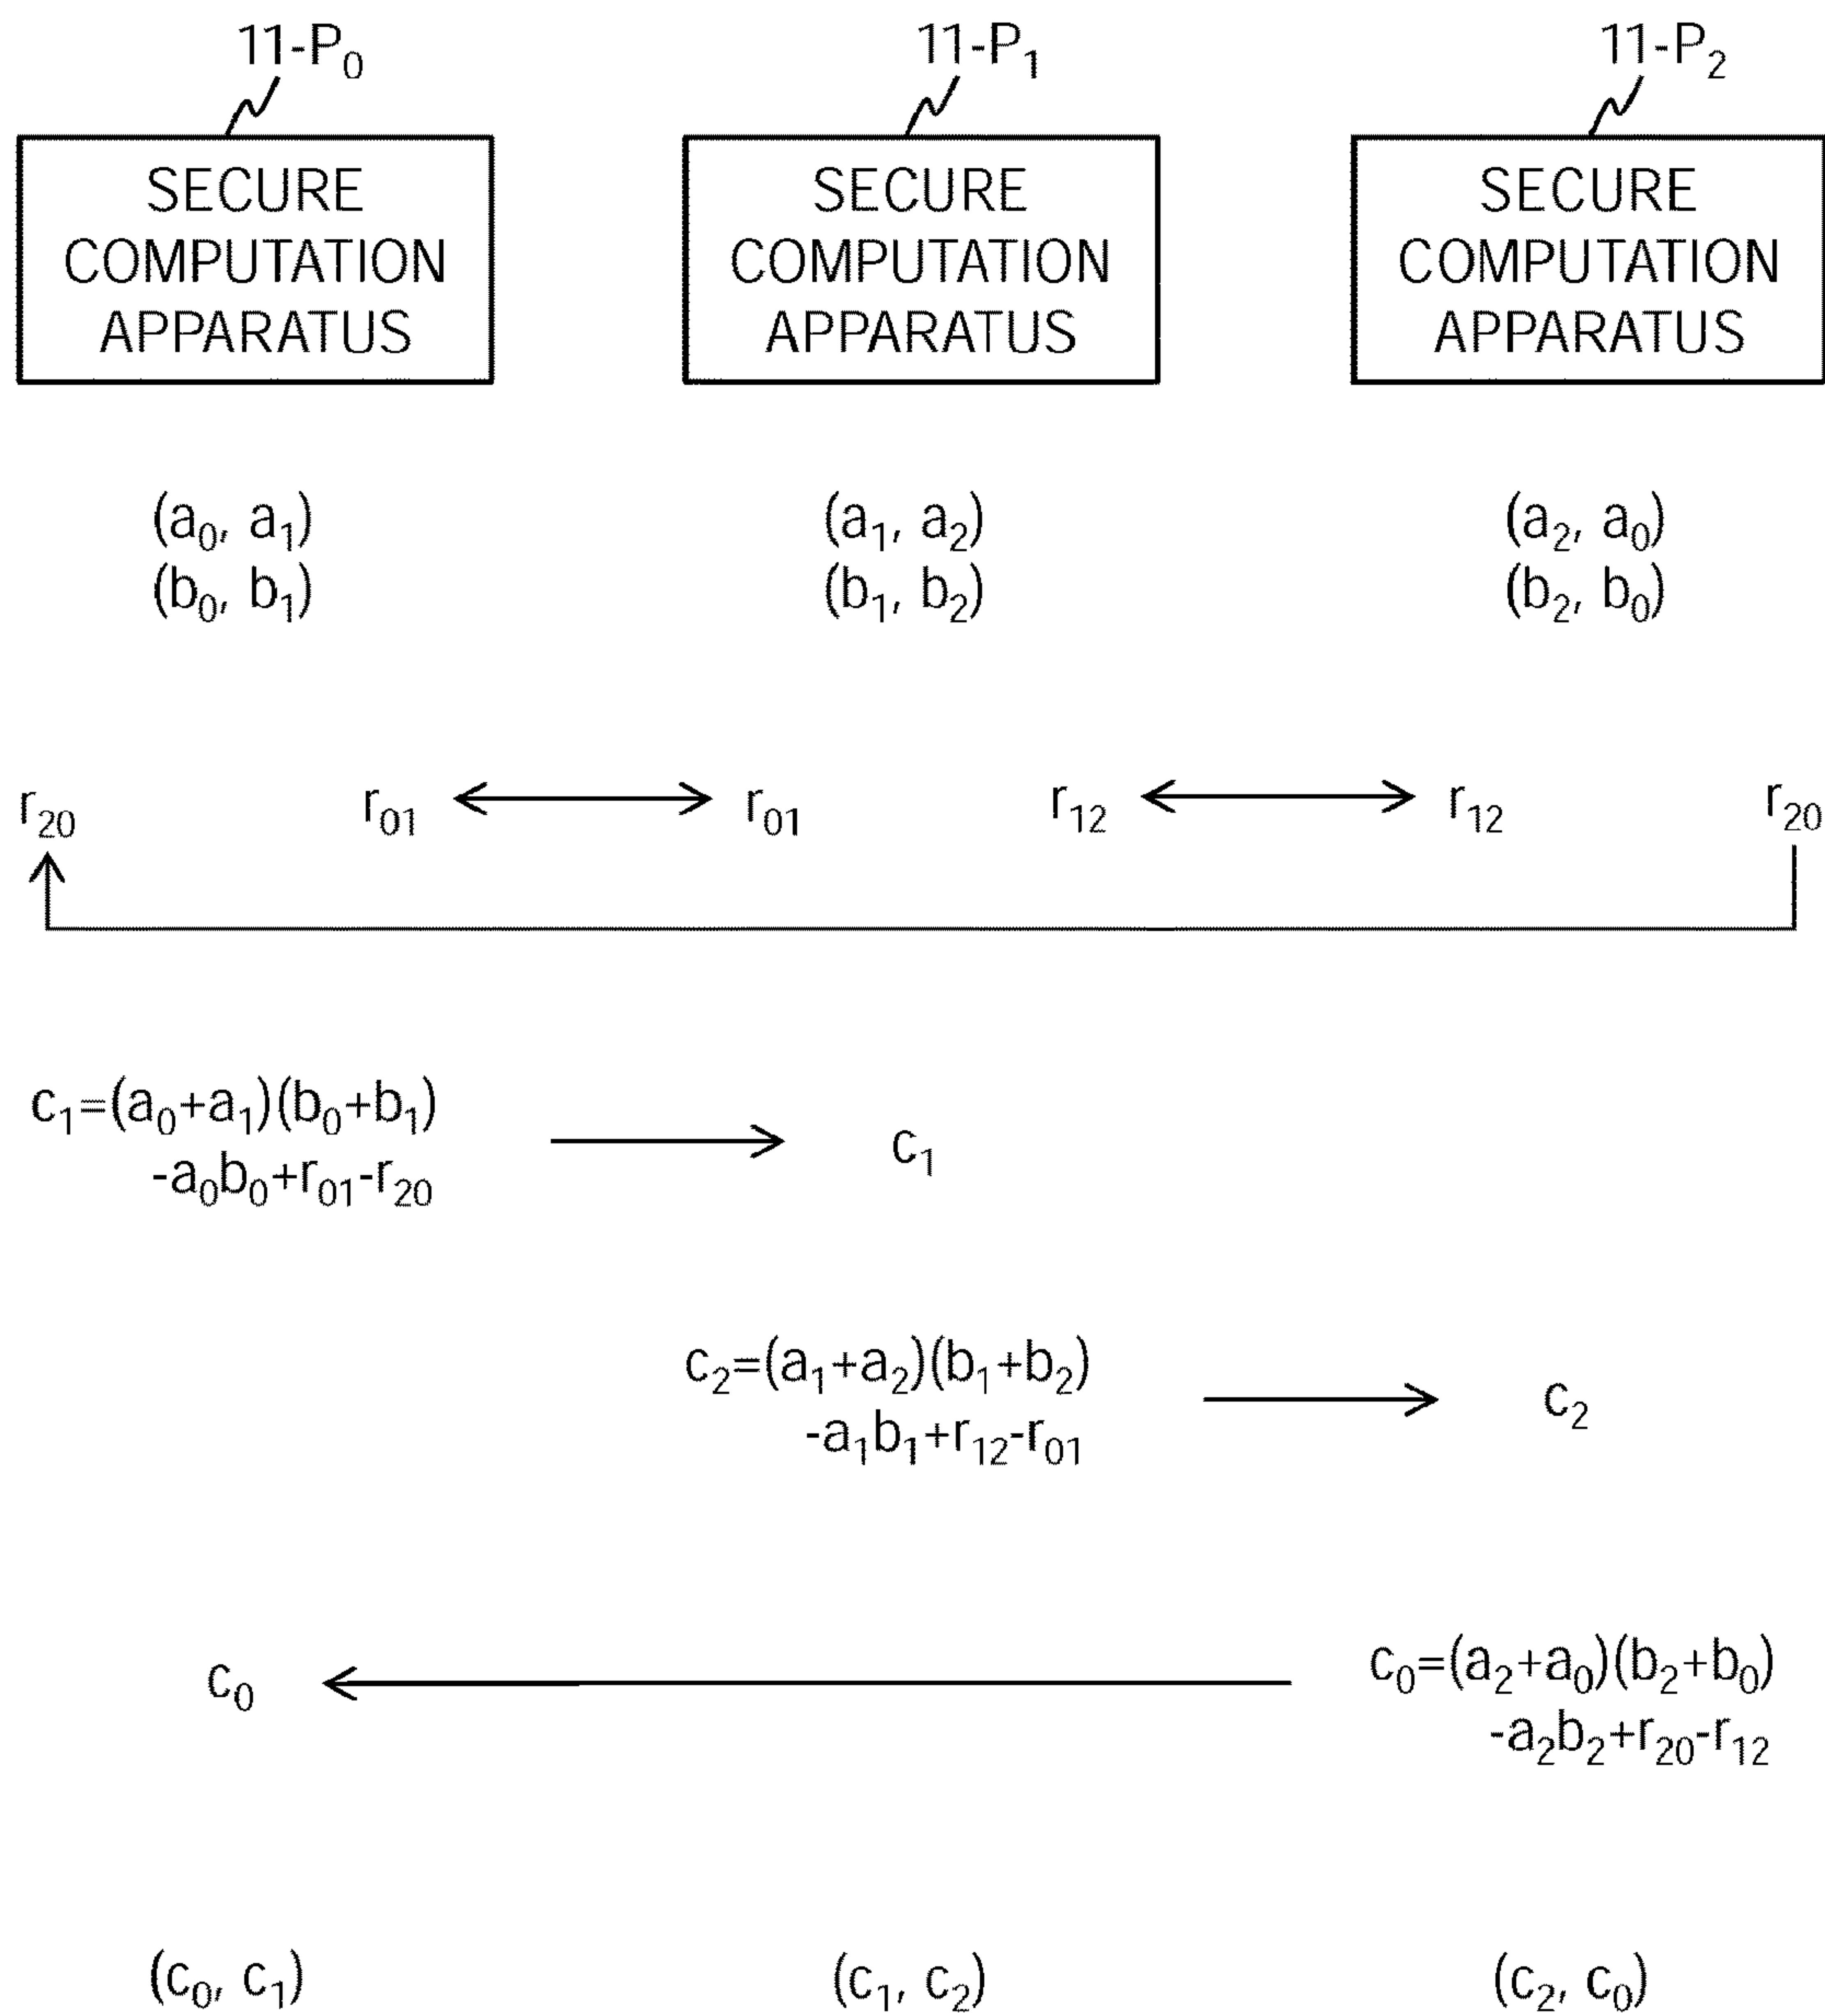 11-P₀ 11-P₁ 11-P₂
SECURE COMPUTATION APPARATUS
SECURE COMPUTATION APPARATUS
SECURE COMPUTATION APPARATUS
(a₀, a₁) (a₁, a₂) (a₂, a₀)
(b₀, b₁) (b₁, b₂) (b₂, b₀)
r₂₀ r₀₁ r₀₁ r₁₂ r₁₂ r₂₀
c₁=(a₀+a₁)(b₀+b₁)
-a₀b₀+r₀₁-r₂₀
c₁
c₂=(a₁+a₂)(b₁+b₂)
-a₁b₁+r₁₂-r₀₁
c₂
c₀
c₀=(a₂+a₀)(b₂+b₀)
-a₂b₂+r₂₀-r₁₂
(c₀, c₁) (c₁, c₂) (c₂, c₀)